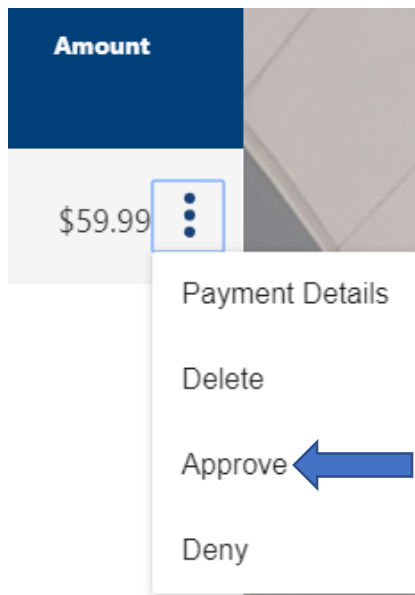 Amount
$59.99
Payment Details
Delete
Approve
Deny